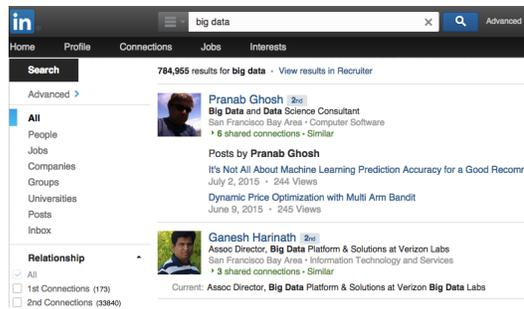 in
big data
Advanced
Home Profile Connections Jobs Interests
Search
784,955 results for big data • View results in Recruiter
Advanced >
All
People
Jobs
Companies
Groups
Universities
Posts
Inbox
Relationship
All
1st Connections (173)
2nd Connections (33840)
Pranab Ghosh 2nd
Big Data and Data Science Consultant
San Francisco Bay Area • Computer Software
6 shared connections • Similar
Posts by Pranab Ghosh
It's Not All About Machine Learning Prediction Accuracy for a Good Recomr
July 2, 2015 • 244 Views
Dynamic Price Optimization with Multi Arm Bandit
June 9, 2015 • 245 Views
Ganesh Harinath 2nd
Assoc Director, Big Data Platform & Solutions at Verizon Labs
San Francisco Bay Area • Information Technology and Services
3 shared connections • Similar
Current: Assoc Director, Big Data Platform & Solutions at Verizon Big Data Labs